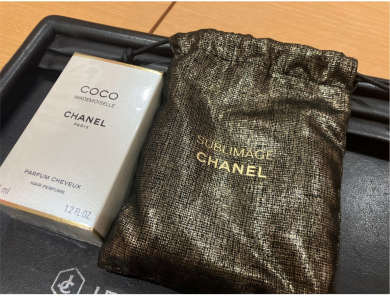 COCO
MADEMOISELLE
CHANEL
PARIS
PARFUM CHEVEUX
HAIR PERFUME
1.2 FL.OZ
SUBLIMAGE
CHANEL